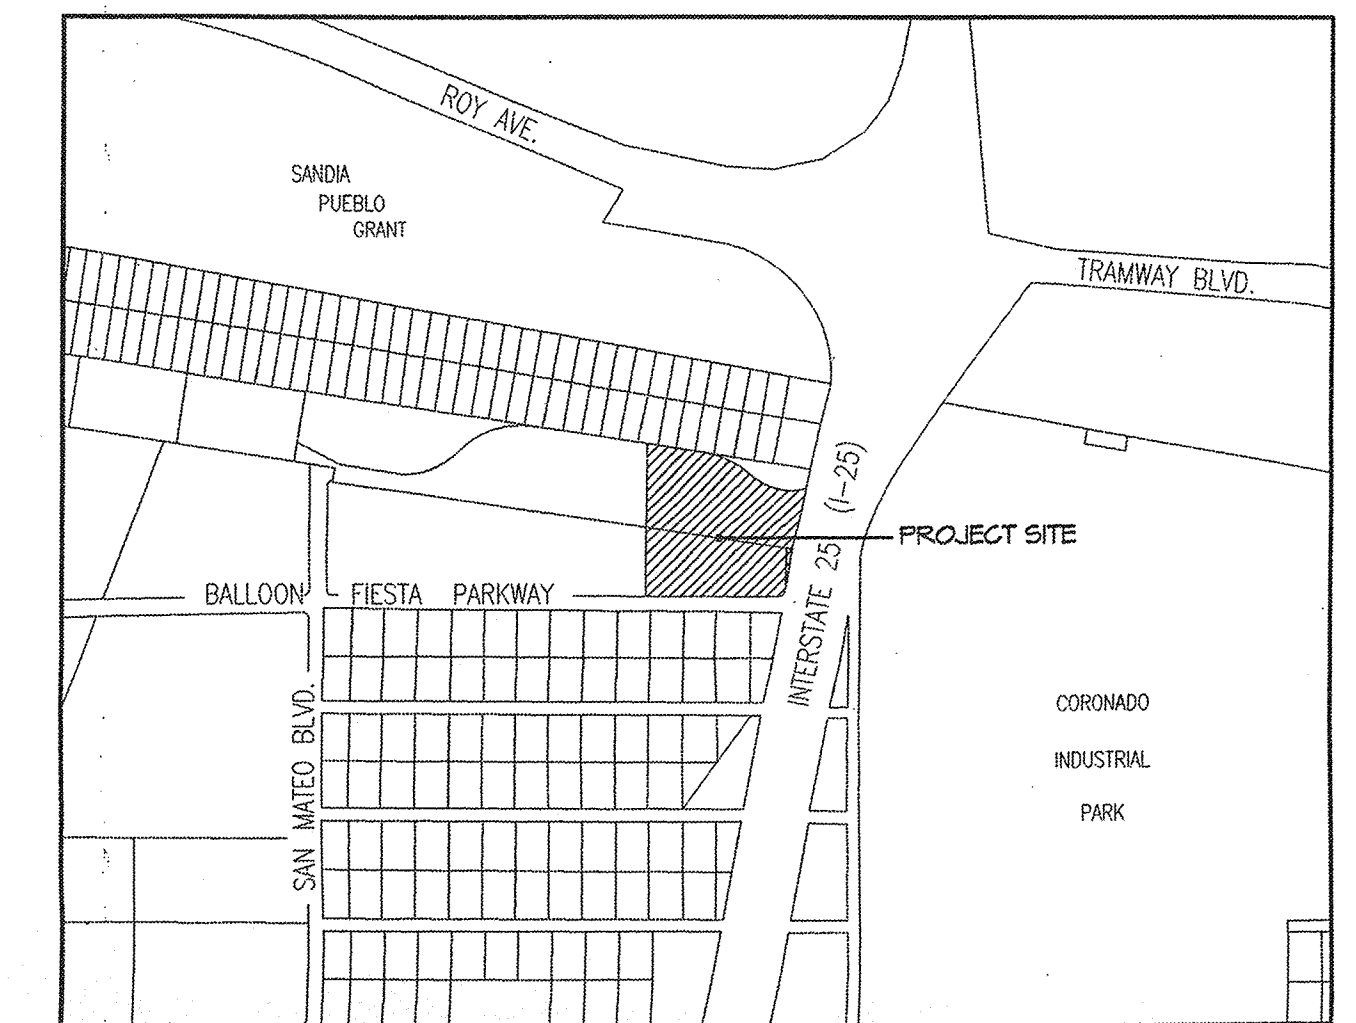 ROY AVE.
SANDIA
PUEBLO
GRANT
TRAMWAY BLVD.
INTERSTATE 25 (I-25)
PROJECT SITE
BALLOON FIESTA PARKWAY
SAN MATEO BLVD.
CORONADO
INDUSTRIAL
PARK